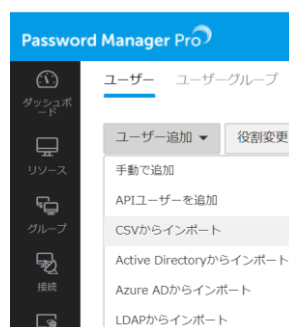 Password Manager Pro
ダッシュボード
リソース
グループ
接続
ユーザー ユーザーグループ
ユーザー追加 役割変更
手動で追加
APIユーザーを追加
CSVからインポート
Active Directoryからインポート
Azure ADからインポート
LDAPからインポート